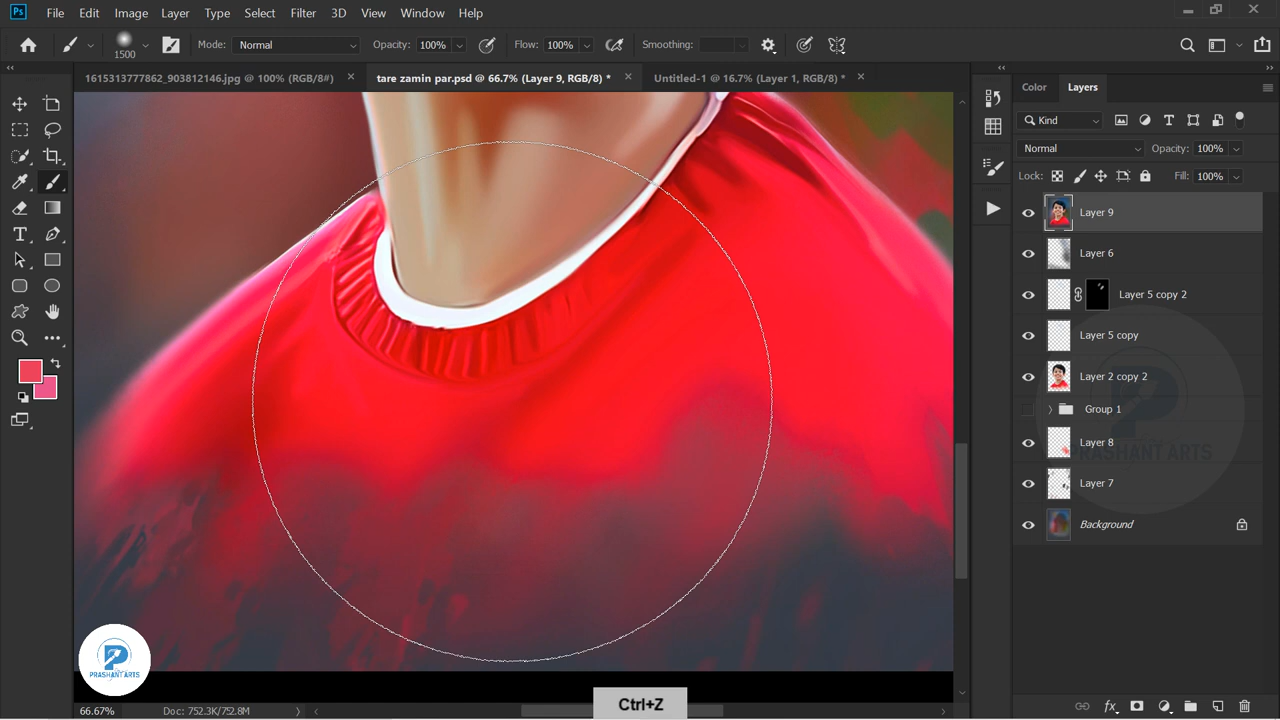 Ps File Edit Image Layer Type Select Filter 3D View Window Help
1500 Mode: Normal Opacity: 100% Flow: 100% Smoothing:
1615313777862_903812146.jpg @ 100% (RGB/8#) tare zamin par.psd @ 66.7% (Layer 9, RGB/8) * Untitled-1 @ 16.7% (Layer 1, RGB/8) *
Color Layers
Kind
Normal Opacity: 100%
Lock: Fill: 100%
Layer 9
Layer 6
Layer 5 copy 2
Layer 5 copy
Layer 2 copy 2
Group 1
Layer 8
PRASHANT ARTS
Layer 7
Background
PRASHANT ARTS
Ctrl+Z
66.67% Doc: 752.3K/752.8M
fx